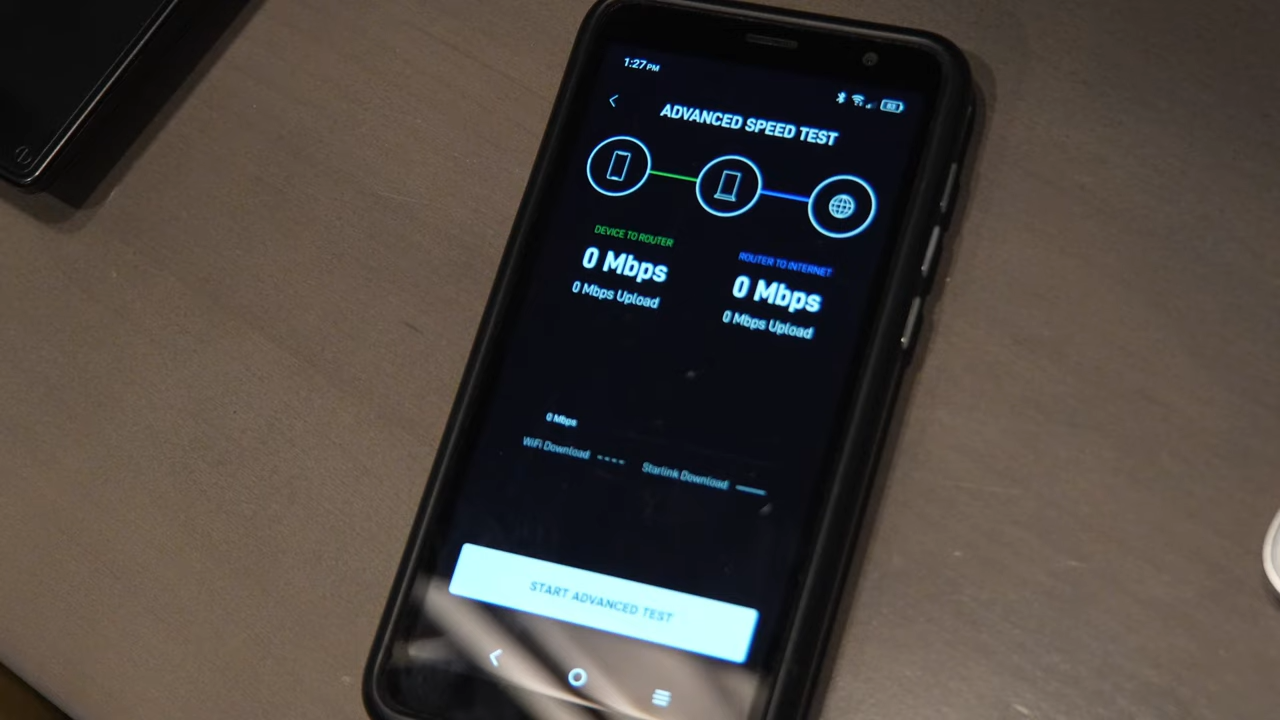 1:27 PM
83
ADVANCED SPEED TEST
DEVICE TO ROUTER
0 Mbps
0 Mbps Upload
ROUTER TO INTERNET
0 Mbps
0 Mbps Upload
0 Mbps
WiFi Download
Starlink Download
START ADVANCED TEST